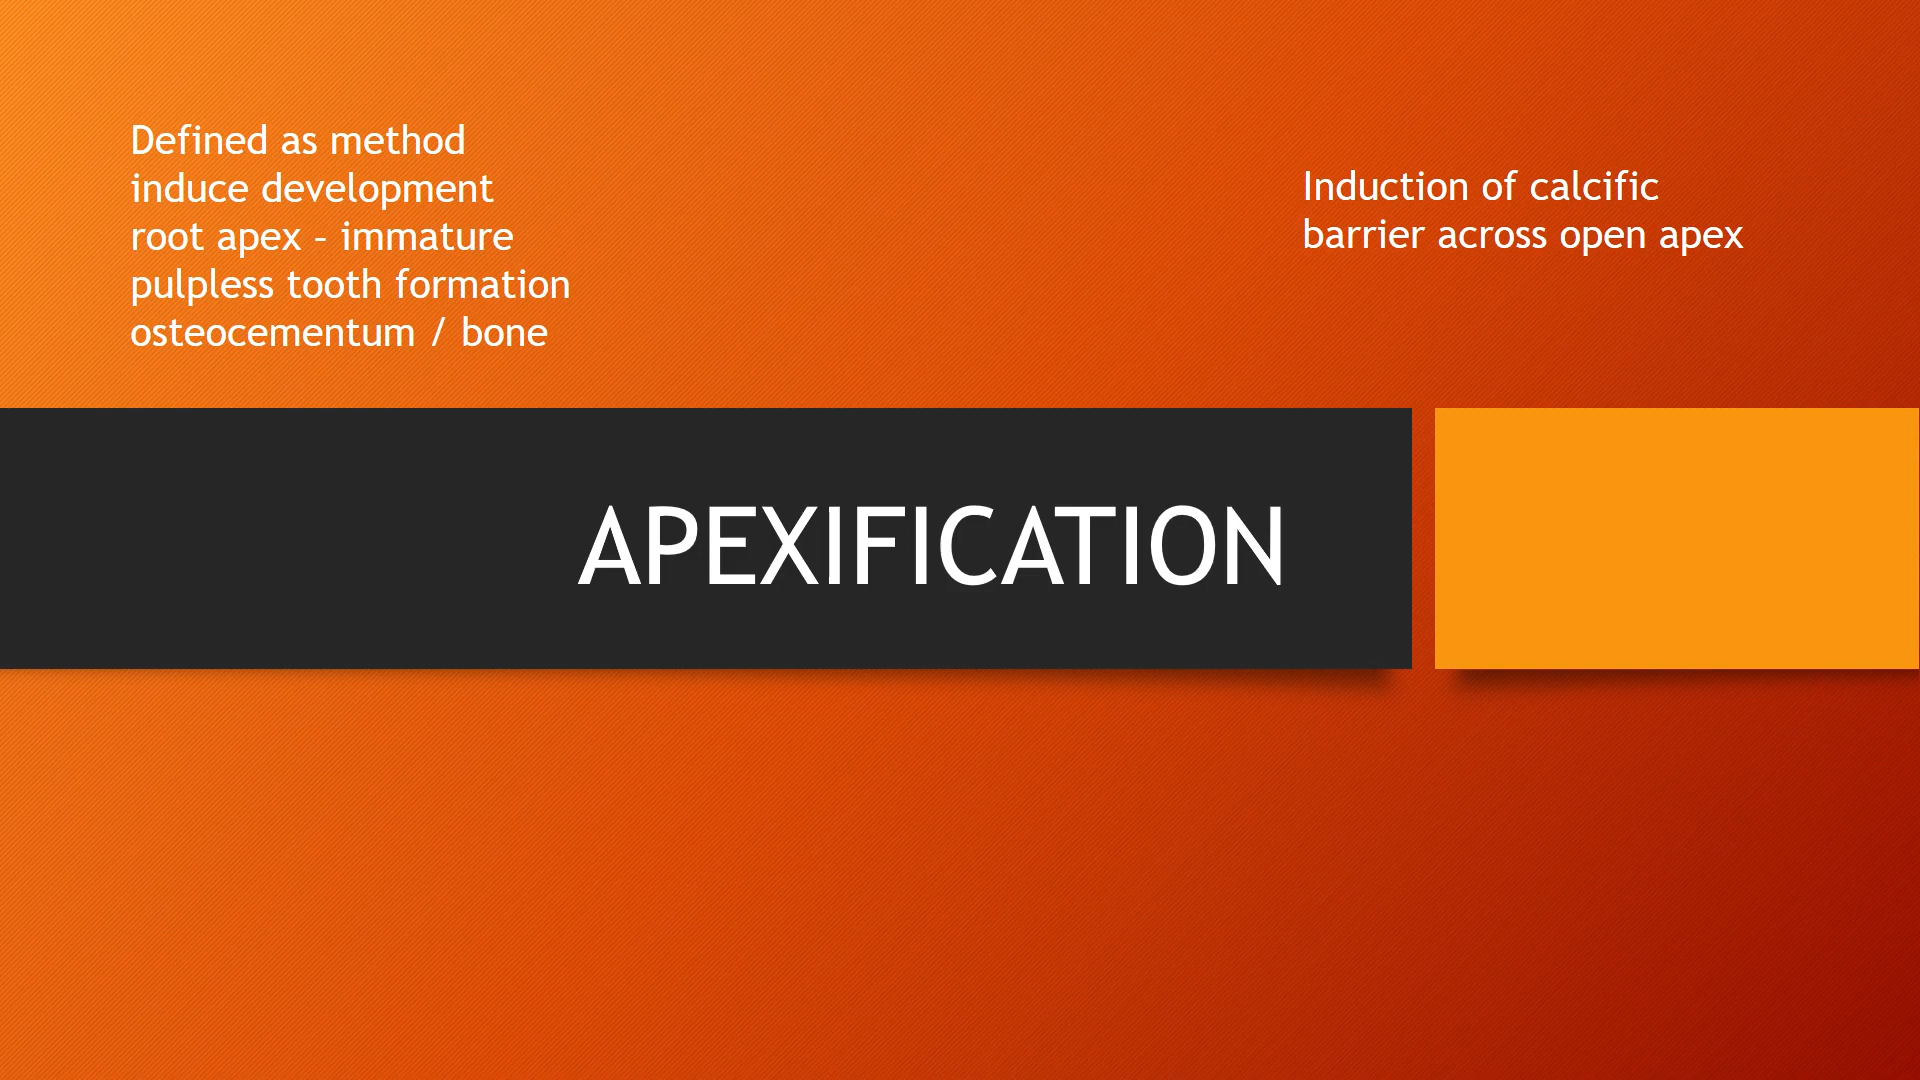 Defined as method
induce development
root apex – immature
pulpless tooth formation
osteocementum / bone
Induction of calcific
barrier across open apex
APEXIFICATION